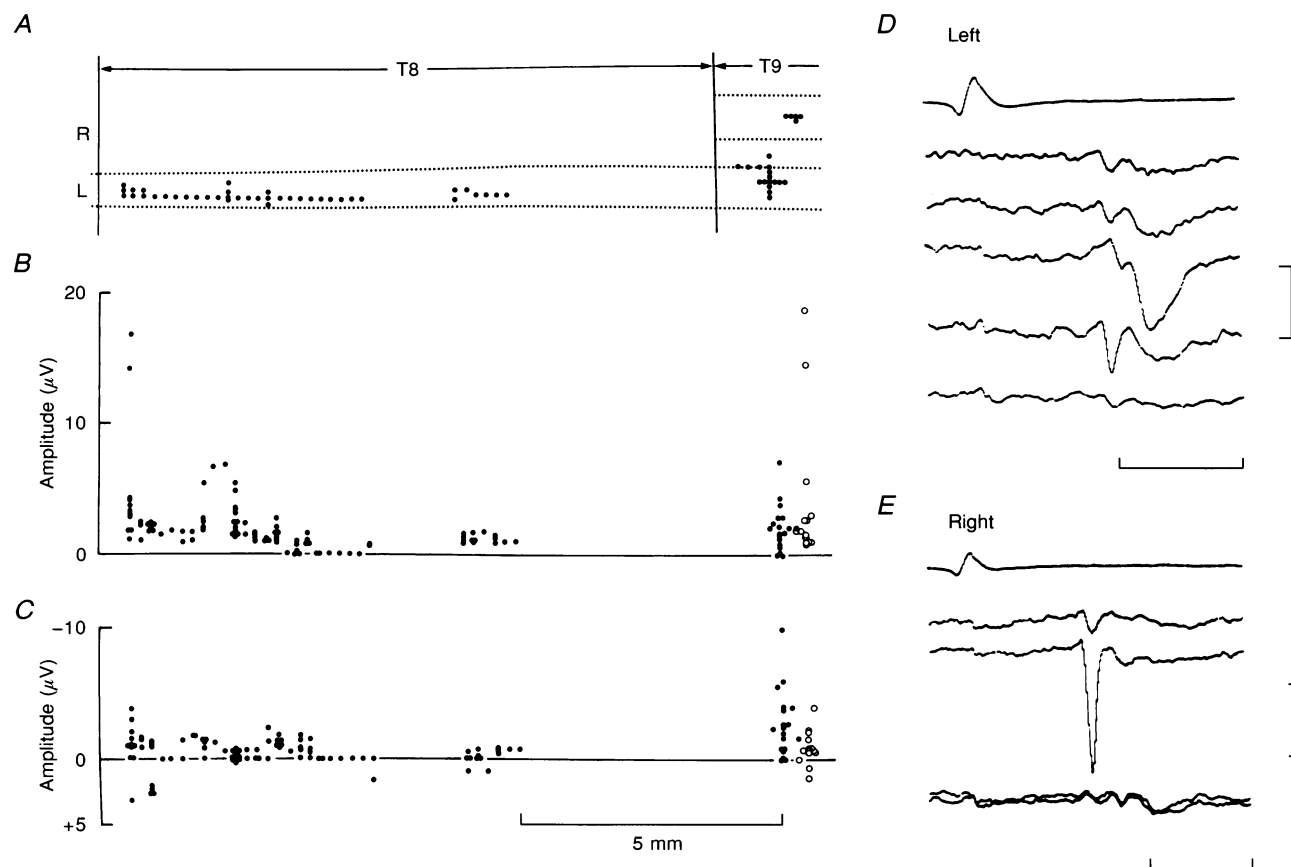 A
T8
T9
R
L
B
20
10
0
Amplitude (μV)
C
−10
0
+5
Amplitude (μV)
5 mm
D
Left
E
Right